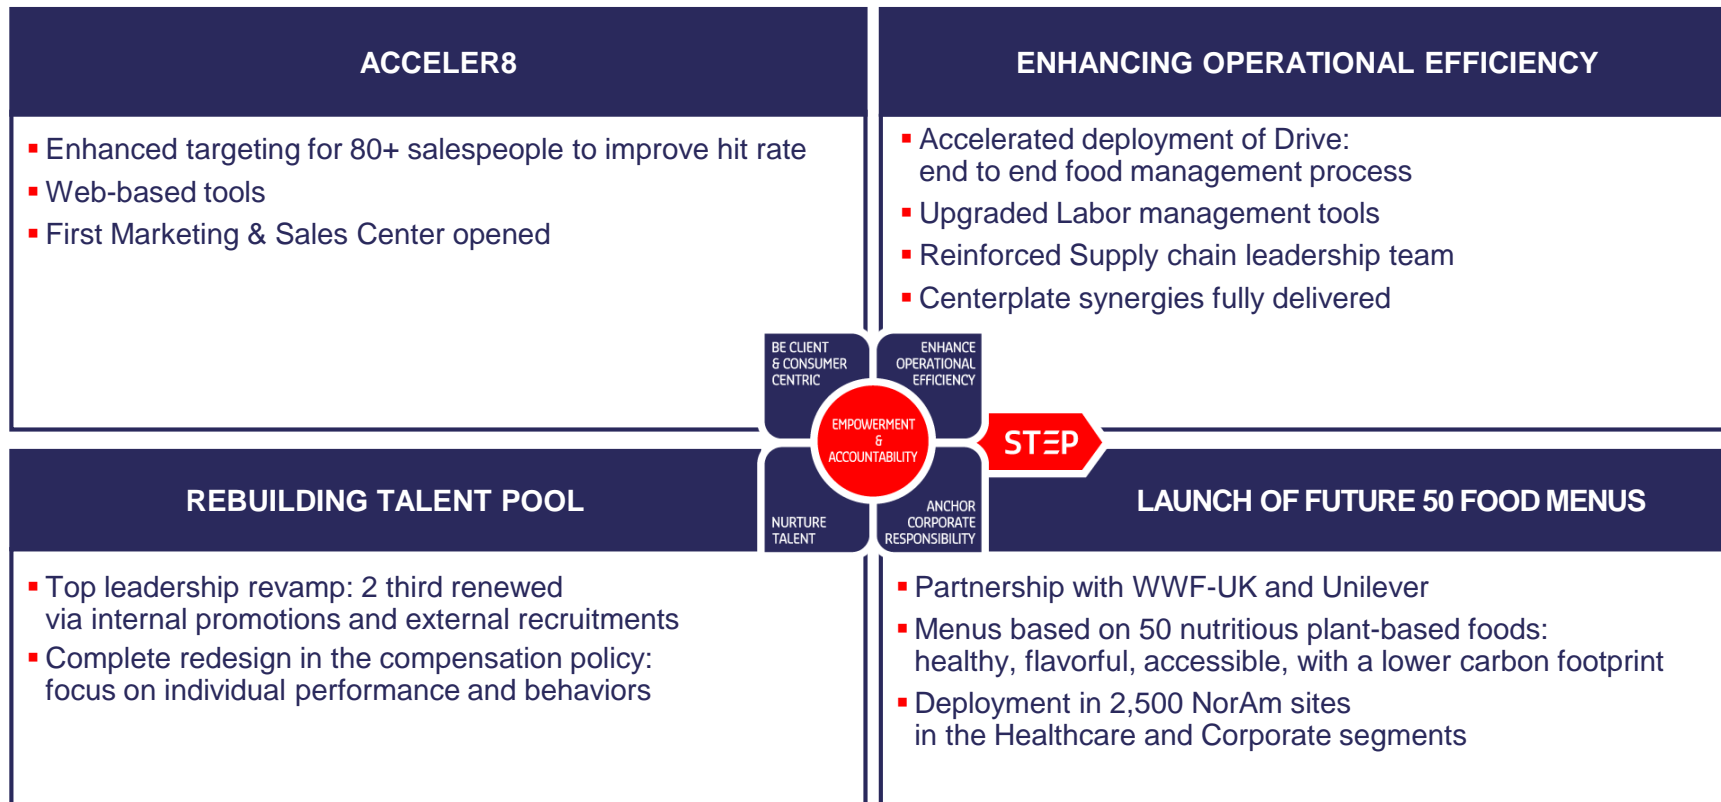 ACCELER8
▪ Enhanced targeting for 80+ salespeople to improve hit rate
▪ Web-based tools
▪ First Marketing & Sales Center opened
ENHANCING OPERATIONAL EFFICIENCY
▪ Accelerated deployment of Drive:
end to end food management process
▪ Upgraded Labor management tools
▪ Reinforced Supply chain leadership team
▪ Centerplate synergies fully delivered
BE CLIENT
& CONSUMER
CENTRIC
ENHANCE
OPERATIONAL
EFFICIENCY
EMPOWERMENT
&
ACCOUNTABILITY
STEP
NURTURE
TALENT
ANCHOR
CORPORATE
RESPONSIBILITY
REBUILDING TALENT POOL
▪ Top leadership revamp: 2 third renewed
via internal promotions and external recruitments
▪ Complete redesign in the compensation policy:
focus on individual performance and behaviors
LAUNCH OF FUTURE 50 FOOD MENUS
▪ Partnership with WWF-UK and Unilever
▪ Menus based on 50 nutritious plant-based foods:
healthy, flavorful, accessible, with a lower carbon footprint
▪ Deployment in 2,500 NorAm sites
in the Healthcare and Corporate segments